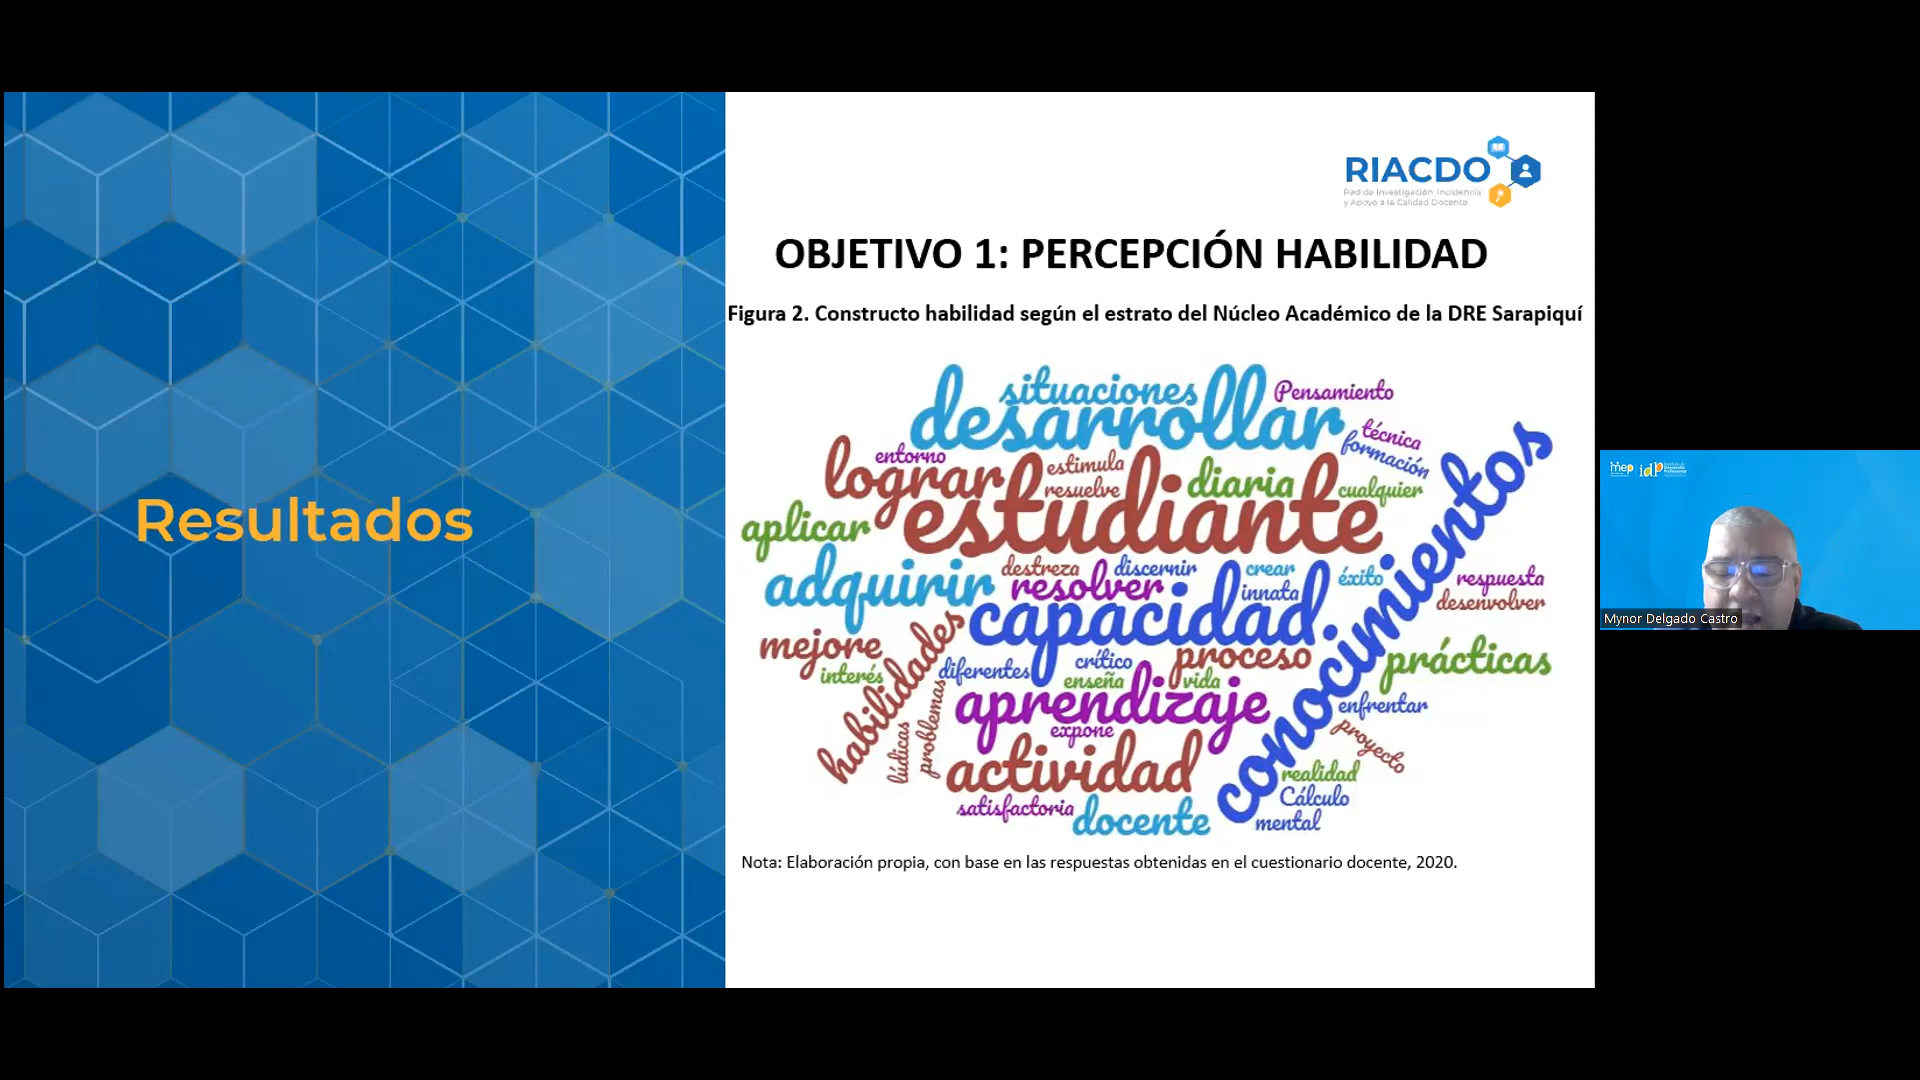 Resultados
RIACDO
Red de Investigación, Incidencia
y Apoyo a la Calidad Docente
OBJETIVO 1: PERCEPCIÓN HABILIDAD
Figura 2. Constructo habilidad según el estrato del Núcleo Académico de la DRE Sarapiquí
situaciones
Pensamiento
desarrollar
técnica
formación
entorno
lograr
estimula
resuelve
diaria
cualquier
estudiante
conocimientos
aplicar
adquirir
destreza
discernir
crear
éxito
respuesta
resolver
innata
desenvolver
capacidad
mejore
interés
habilidades
diferentes
crítico
proceso
prácticas
enseña
vida
aprendizaje
enfrentar
expone
lúdicas
problemas
proyecto
actividad
realidad
Cálculo
mental
satisfactoria
docente
Nota: Elaboración propia, con base en las respuestas obtenidas en el cuestionario docente, 2020.
mep idp
Mynor Delgado Castro